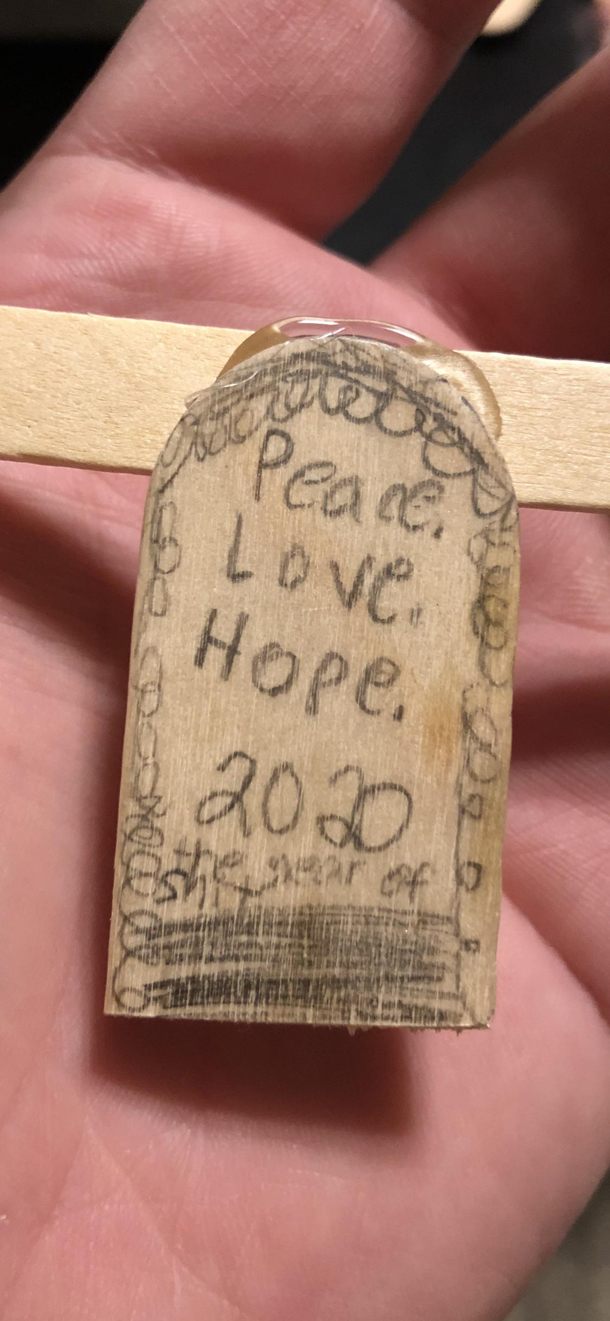 Peace.
Love.
Hope.
2020
the year of
shit